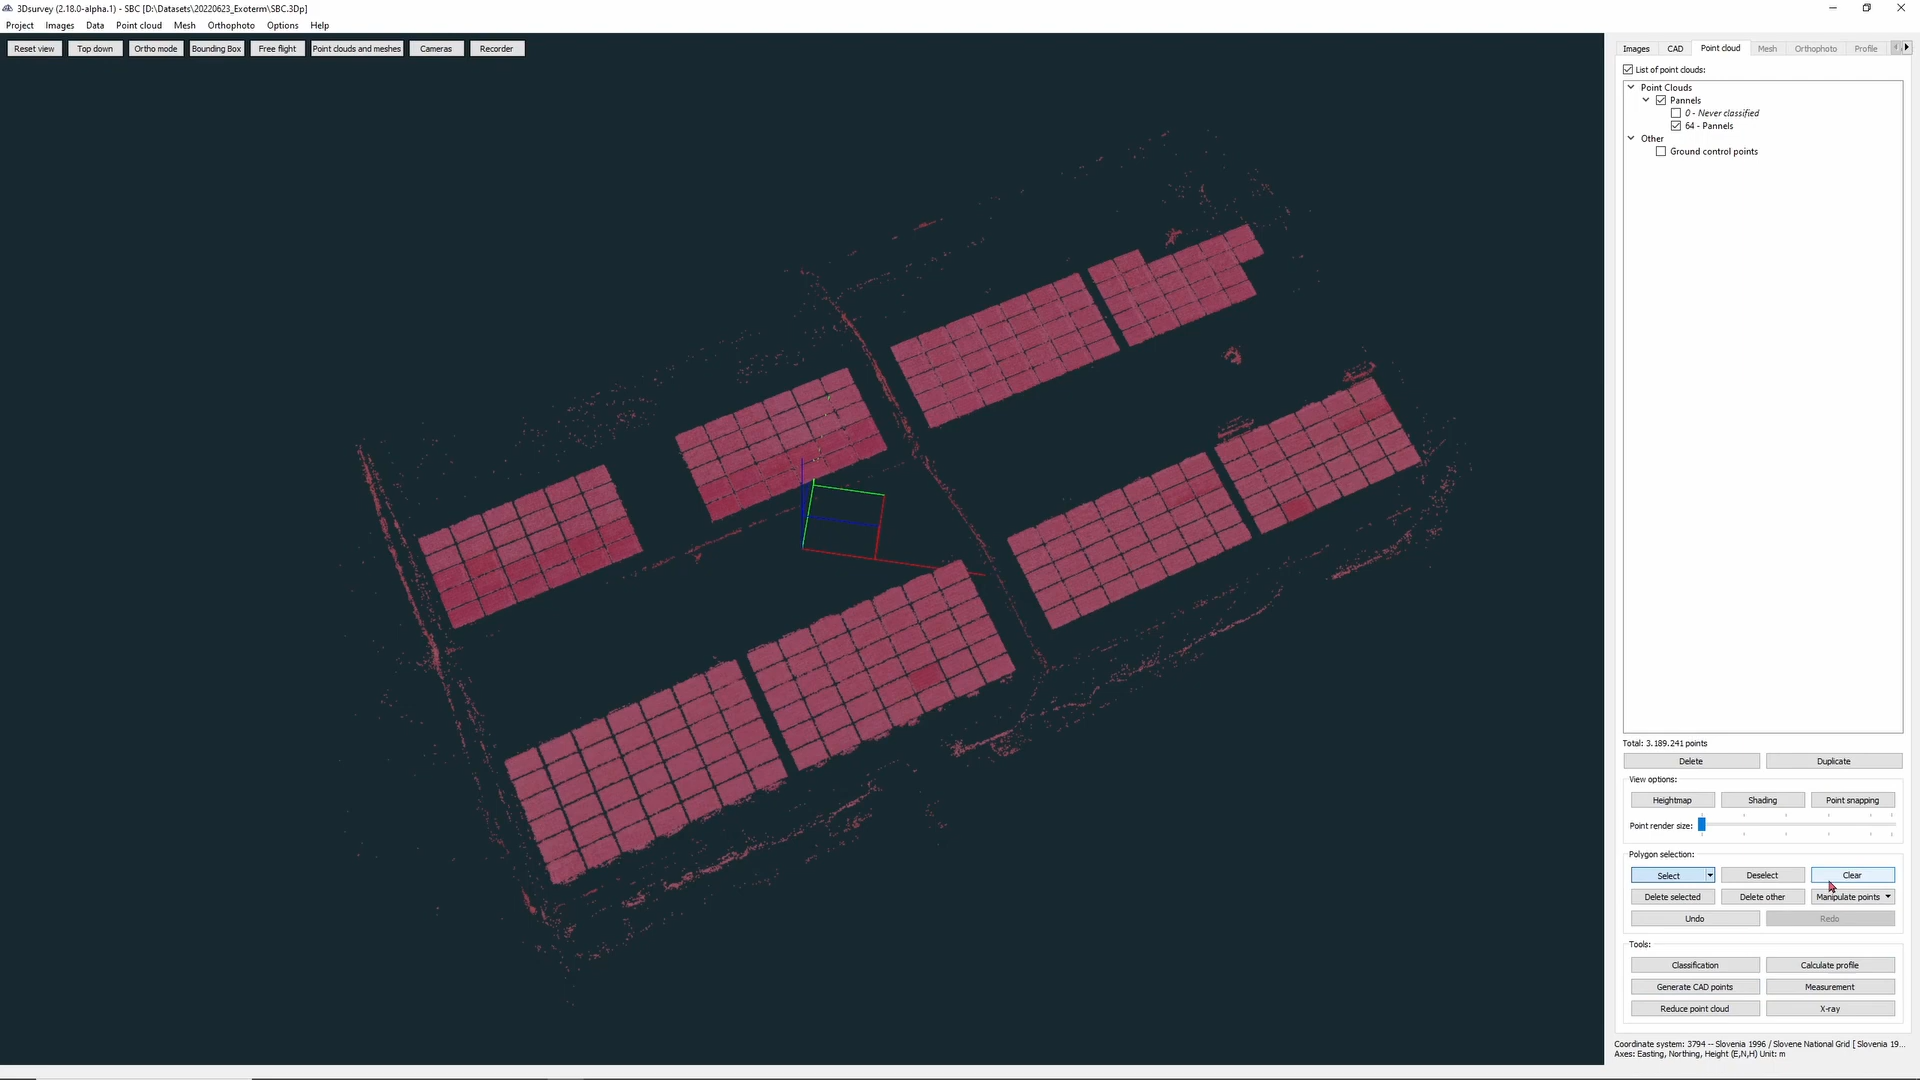 3Dsurvey (2.18.0-alpha.1) - SBC [D:\Datasets\20220623_Exoterm\SBC.3Dp]
Project Images Data Point cloud Mesh Orthophoto Options Help
Reset view Top down Ortho mode Bounding Box Free flight Point clouds and meshes Cameras Recorder
Images CAD Point cloud Mesh Orthophoto Profile
List of point clouds:
Point Clouds
Pannels
0 - Never classified
64 - Pannels
Other
Ground control points
Total: 3.189.241 points
Delete Duplicate
View options:
Heightmap Shading Point snapping
Point render size:
Polygon selection:
Select Deselect Clear
Delete selected Delete other Manipulate points
Undo Redo
Tools:
Classification Calculate profile
Generate CAD points Measurement
Reduce point cloud X-ray
Coordinate system: 3794 -- Slovenia 1996 / Slovene National Grid [ Slovenia 19...
Axes: Easting, Northing, Height (E,N,H) Unit: m